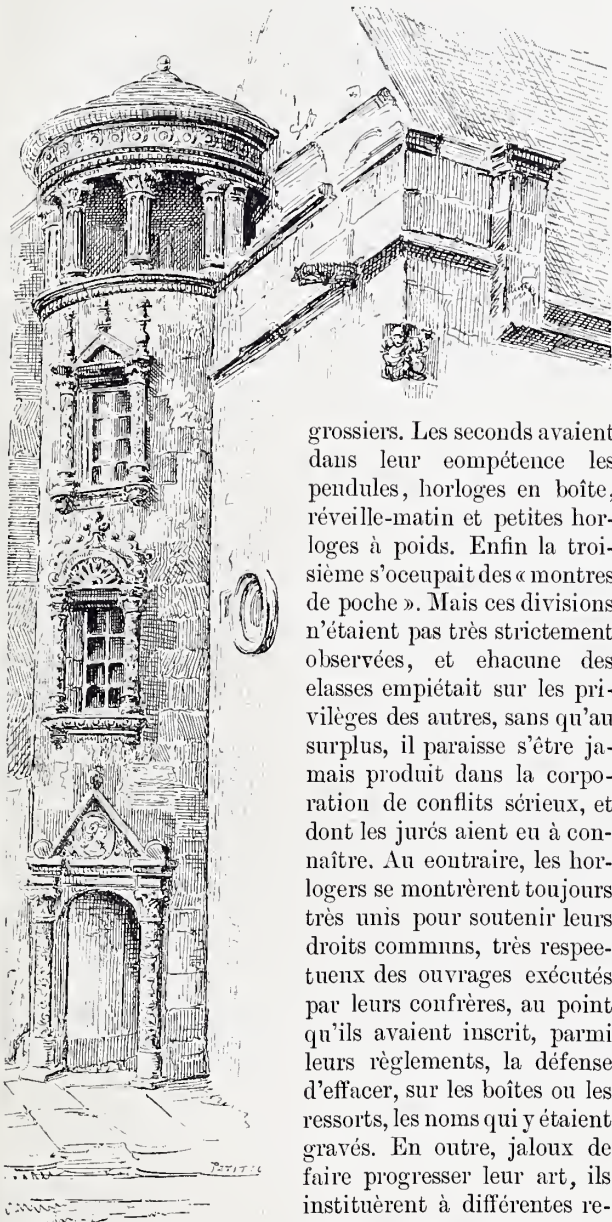 grossiers. Les seconds avaient
dans leur compétence les
pendules, horloges en boîte,
réveille-matin et petites hor-
loges à poids. Enfin la troi-
sième s'occupait des « montres
de poche ». Mais ces divisions
n'étaient pas très strictement
observées, et chacune des
classes empiétait sur les pri-
vilèges des autres, sans qu'au
surplus, il paraisse s'être ja-
mais produit dans la corpo-
ration de conflits sérieux, et
dont les jurés aient eu à con-
naître. Au contraire, les hor-
logers se montrèrent toujours
très unis pour soutenir leurs
droits communs, très respec-
tueux des ouvrages exécutés
par leurs confrères, au point
qu'ils avaient inscrit, parmi
leurs règlements, la défense
d'effacer, sur les boîtes ou les
ressorts, les noms qui y étaient
gravés. En outre, jaloux de
faire progresser leur art, ils
instituèrent à différentes re-